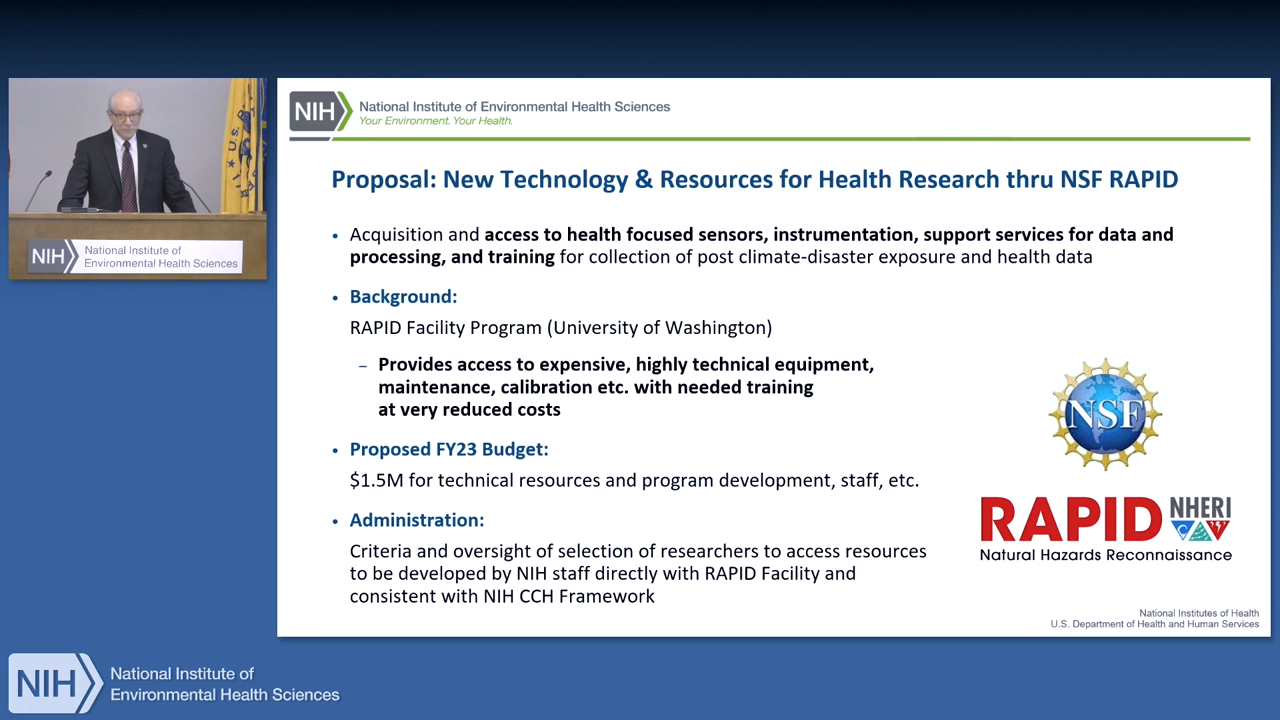 NIH
National Institute of Environmental Health Sciences
Your Environment. Your Health.
Proposal: New Technology & Resources for Health Research thru NSF RAPID
• Acquisition and access to health focused sensors, instrumentation, support services for data and
processing, and training for collection of post climate-disaster exposure and health data
• Background:
RAPID Facility Program (University of Washington)
– Provides access to expensive, highly technical equipment,
maintenance, calibration etc. with needed training
at very reduced costs
• Proposed FY23 Budget:
$1.5M for technical resources and program development, staff, etc.
• Administration:
Criteria and oversight of selection of researchers to access resources
to be developed by NIH staff directly with RAPID Facility and
consistent with NIH CCH Framework
NSF
RAPID NHERI
Natural Hazards Reconnaissance
National Institutes of Health
U.S. Department of Health and Human Services
U.S.
NIH
National Institute of
Environmental Health Sciences
NIH
National Institute of
Environmental Health Sciences